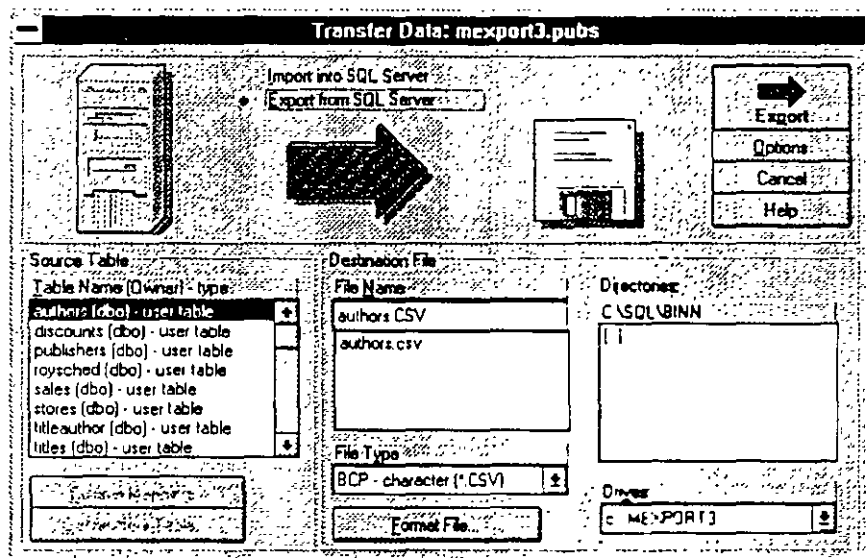 Transfer Data: mexport3.pubs
Import into SQL Server
Export from SQL Server
Export
Options
Cancel
Help
Source Table
Table Name (Owner) - type
authors (dbo) - user table
discounts (dbo) - user table
publishers (dbo) - user table
roysched (dbo) - user table
sales (dbo) - user table
stores (dbo) - user table
titleauthor (dbo) - user table
titles (dbo) - user table
Destination File
File Name
authors.CSV
authors.csv
File Type
BCP - character (*.CSV)
Format File...
Directories:
C:\SQL\BINN
Drives
c: MEXPORT3